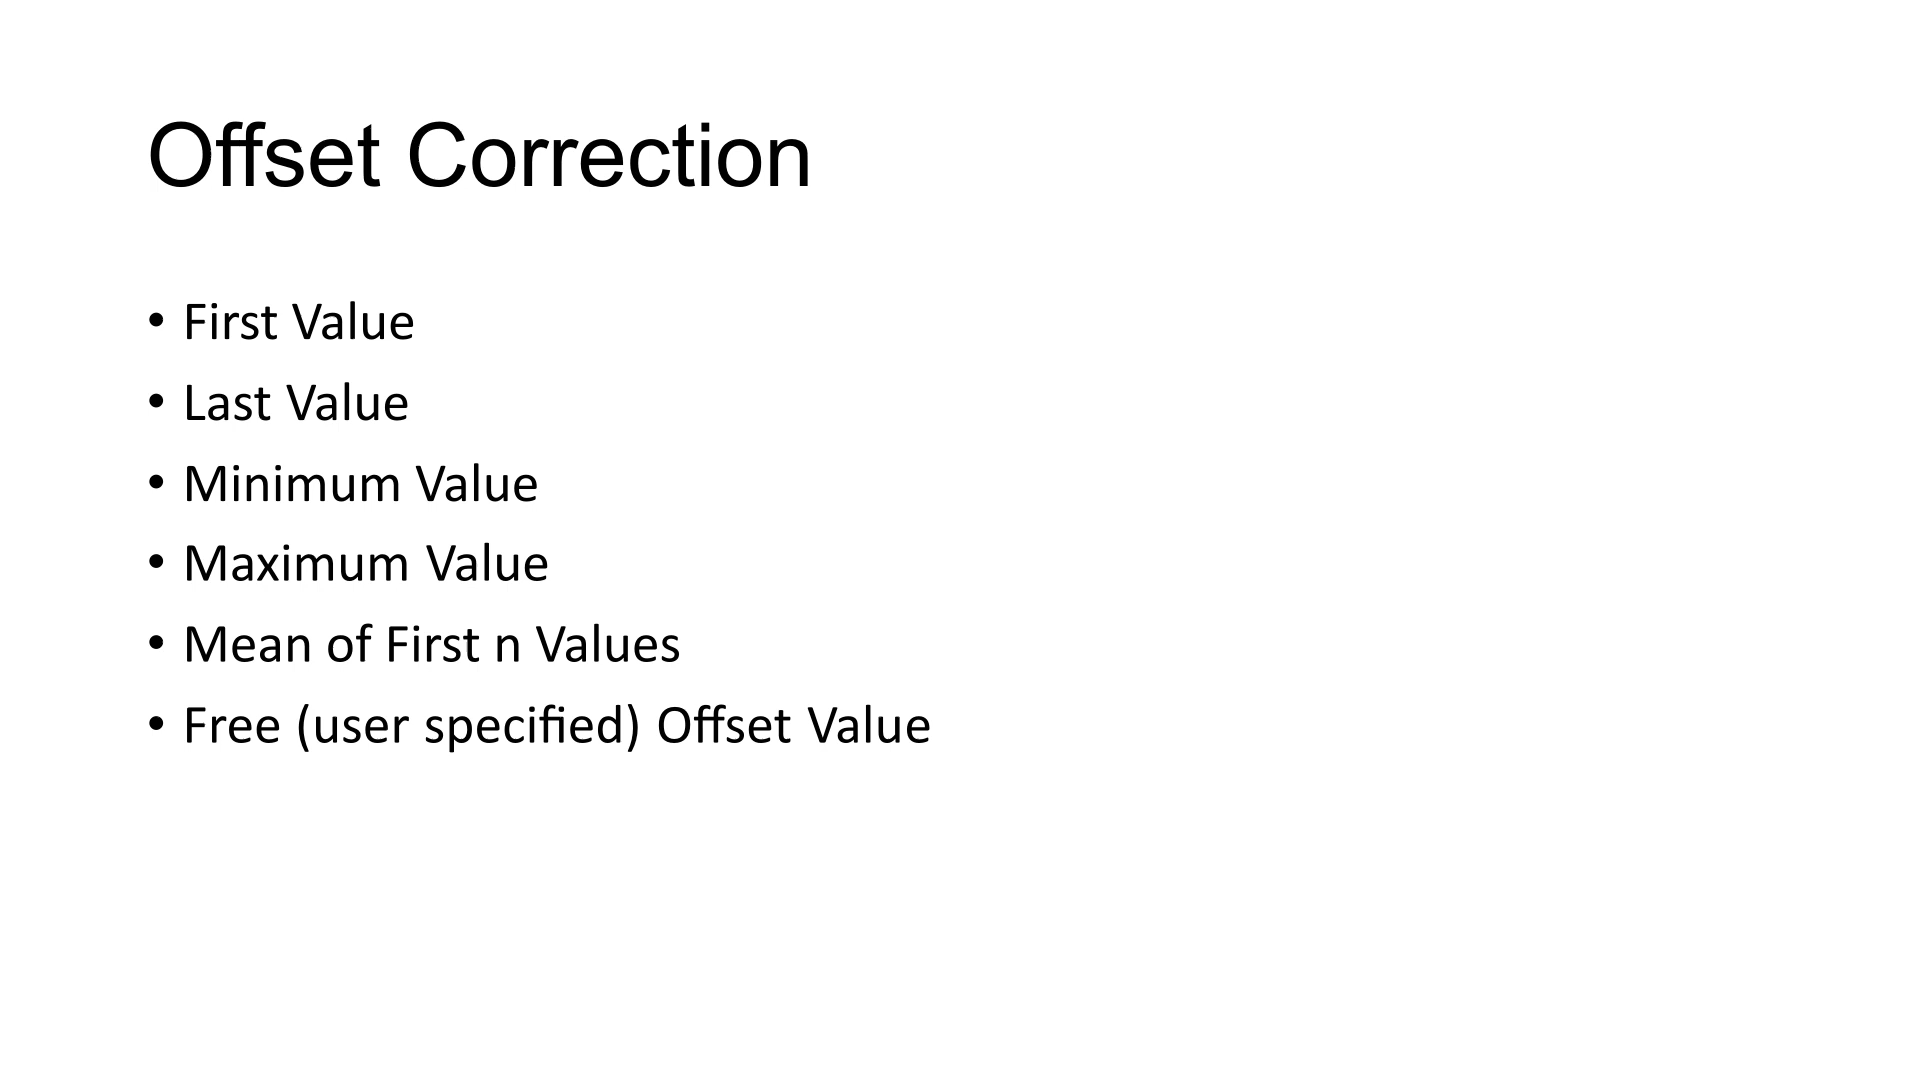 Offset Correction
• First Value
• Last Value
• Minimum Value
• Maximum Value
• Mean of First n Values
• Free (user specified) Offset Value